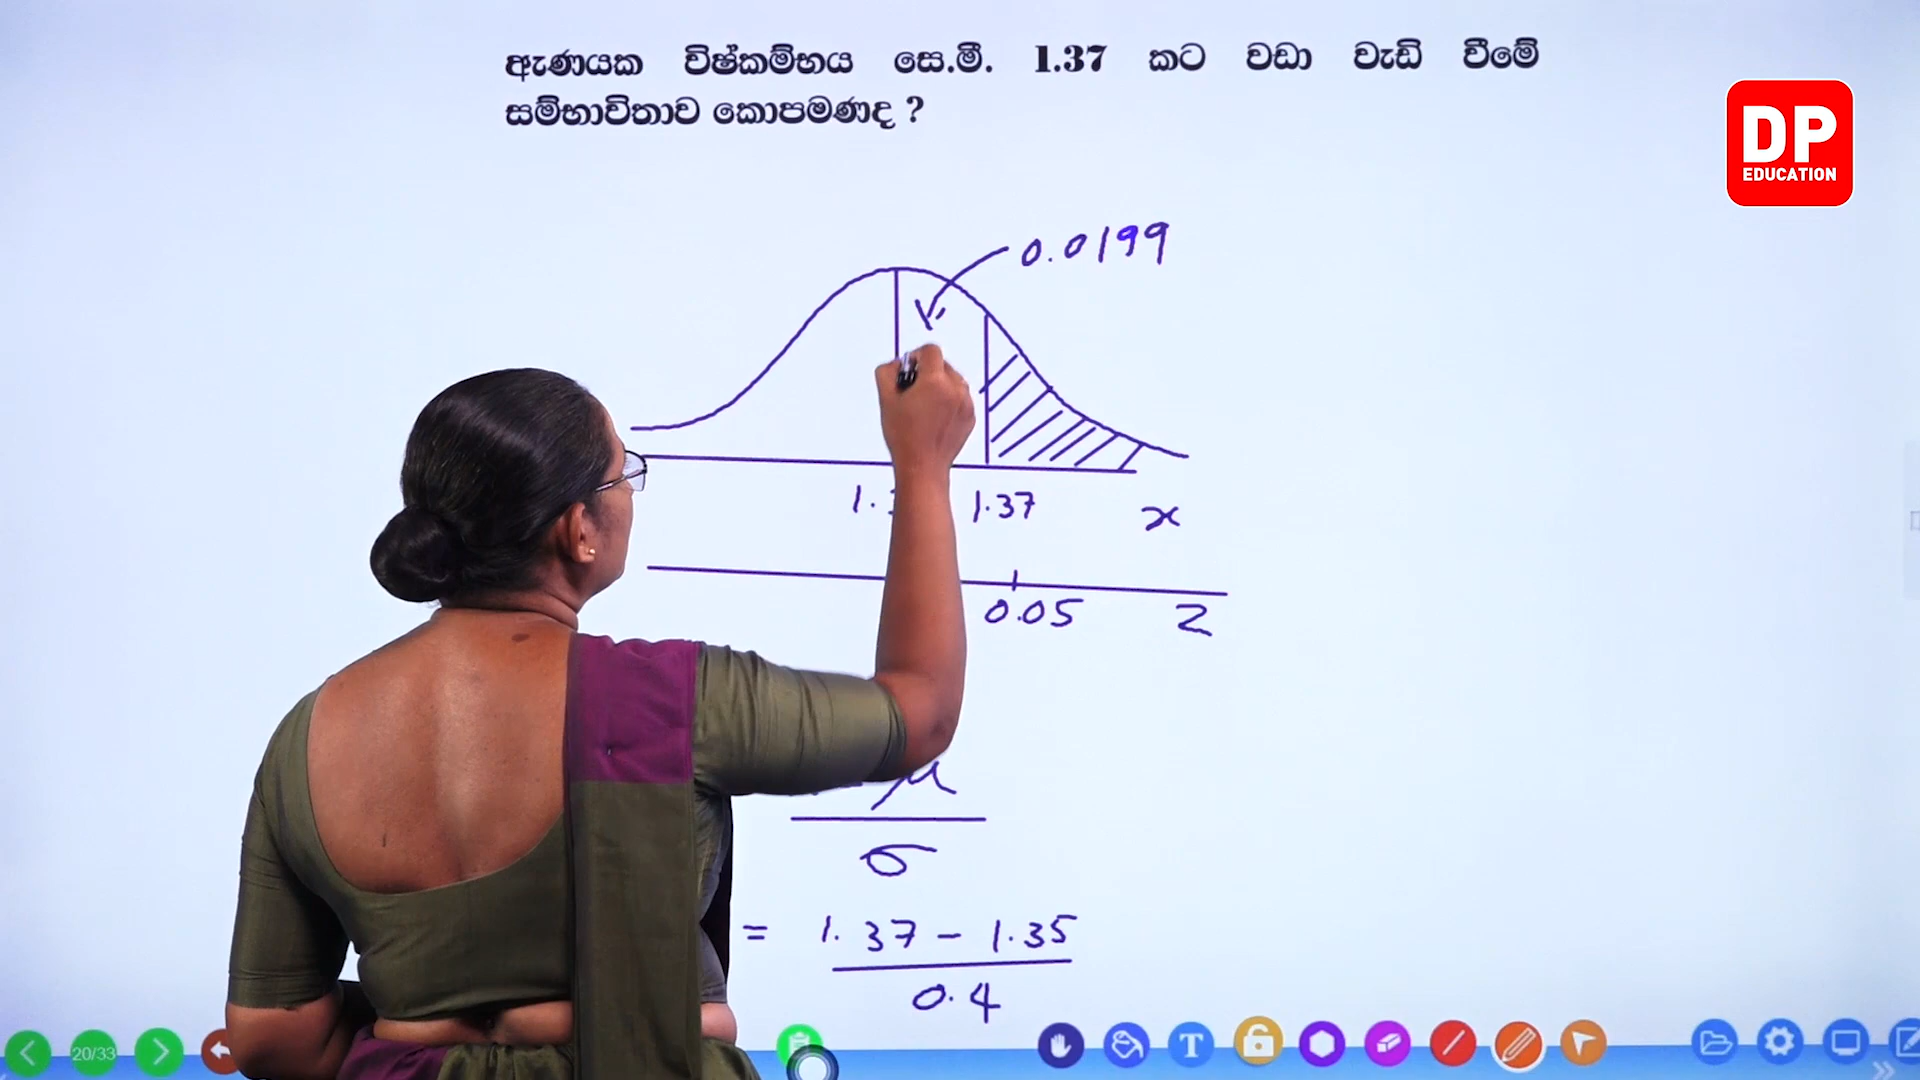 ඇණයක විෂ්කම්භය සෙ.මී. 1.37 කට වඩා වැඩි වීමේ
සම්භාවිතාව කොපමණද ?
DP
EDUCATION
0.0199
1.37
x
0.05
Z
μ
σ
= 1.37 - 1.35
0.4
20/33
T